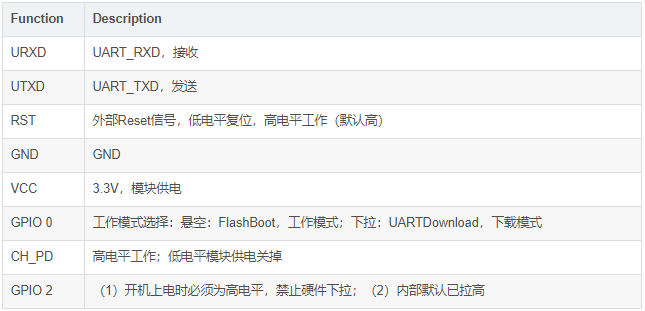 Function Description
URXD UART_RXD，接收
UTXD UART_TXD，发送
RST 外部Reset信号，低电平复位，高电平工作（默认高）
GND GND
VCC 3.3V，模块供电
GPIO 0 工作模式选择：悬空：FlashBoot，工作模式；下拉：UARTDownload，下载模式
CH_PD 高电平工作；低电平模块供电关掉
GPIO 2 （1）开机上电时必须为高电平，禁止硬件下拉；（2）内部默认已拉高